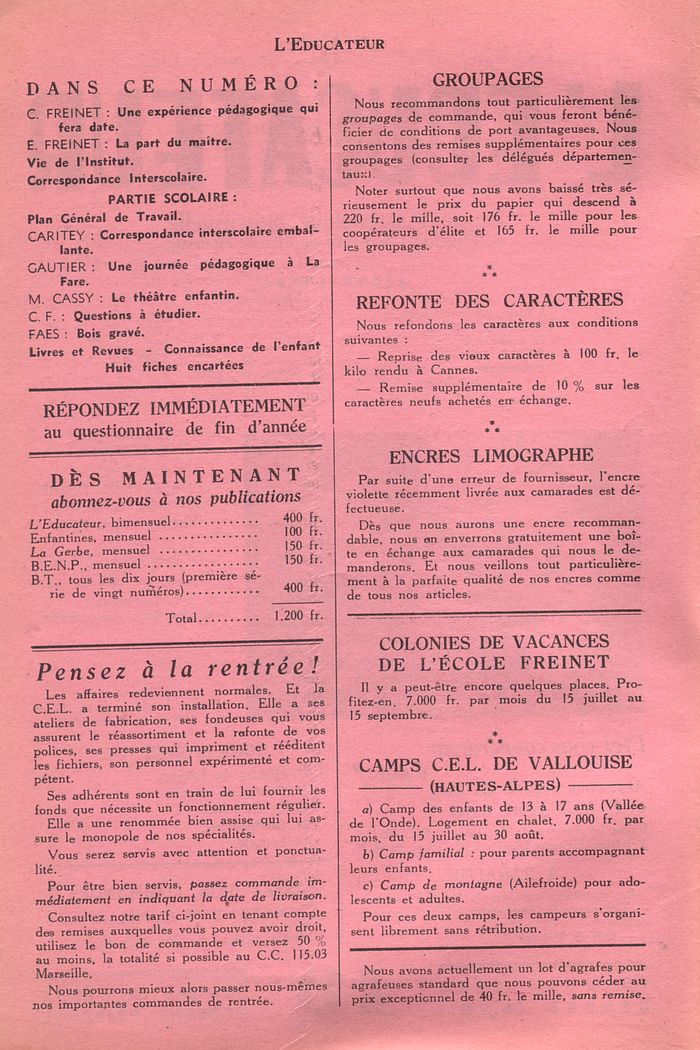 L'EDUCATEUR
DANS CE NUMÉRO :
C. FREINET : Une expérience pédagogique qui
fera date.
E. FREINET : La part du maître.
Vie de l'Institut.
Correspondance Interscolaire.
PARTIE SCOLAIRE :
Plan Général de Travail.
CARITEY : Correspondance interscolaire embal-
lante.
GAUTIER : Une journée pédagogique à La
Fare.
M. CASSY : Le théâtre enfantin.
C. F. : Questions à étudier.
FAES : Bois gravé.
Livres et Revues - Connaissance de l'enfant
Huit fiches encartées
RÉPONDEZ IMMÉDIATEMENT
au questionnaire de fin d'année
DÈS MAINTENANT
abonnez-vous à nos publications
L'Educateur, bimensuel.............. 400 fr.
Enfantines, mensuel ................ 100 fr.
La Gerbe, mensuel ................ 150 fr.
B.E.N.P., mensuel .................. 150 fr.
B.T., tous les dix jours (première sé-
rie de vingt numéros)............ 400 fr.
Total.......... 1.200 fr.
Pensez à la rentrée !
Les affaires redeviennent normales. Et la
C.E.L. a terminé son installation. Elle a ses
ateliers de fabrication, ses fondeuses qui vous
assurent le réassortiment et la refonte de vos
polices, ses presses qui impriment et rééditent
les fichiers, son personnel expérimenté et com-
pétent.
Ses adhérents sont en train de lui fournir les
fonds que nécessite un fonctionnement régulier.
Elle a une renommée bien assise qui lui as-
sure le monopole de nos spécialités.
Vous serez servis avec attention et ponctua-
lité.
Pour être bien servis, passez commande im-
médiatement en indiquant la date de livraison.
Consultez notre tarif ci-joint en tenant compte
des remises auxquelles vous pouvez avoir droit,
utilisez le bon de commande et versez 50 %
au moins, la totalité si possible au C.C. 115.03
Marseille.
Nous pourrons mieux alors passer nous-mêmes
nos importantes commandes de rentrée.
GROUPAGES
Nous recommandons tout particulièrement les
groupages de commande, qui vous feront béné-
ficier de conditions de port avantageuses. Nous
consentons des remises supplémentaires pour ces
groupages (consulter les délégués départemen-
tau::)
Noter surtout que nous avons baissé très sé-
rieusement le prix du papier qui descend à
220 fr. le mille, soit 176 fr. le mille pour les
coopérateurs d'élite et 165 fr. le mille pour
les groupages.
***
REFONTE DES CARACTÈRES
Nous refondons les caractères aux conditions
suivantes :
— Reprise des vieux caractères à 100 fr. le
kilo rendu à Cannes.
— Remise supplémentaire de 10 % sur les
caractères neufs achetés en échange.
***
ENCRES LIMOGRAPHE
Par suite d'une erreur de fournisseur, l'encre
violette récemment livrée aux camarades est dé-
fectueuse.
Dès que nous aurons une encre recomman-
dable, nous en enverrons gratuitement une boî-
te en échange aux camarades qui nous le de-
manderons. Et nous veillons tout particulière-
ment à la parfaite qualité de nos encres comme
de tous nos articles.
COLONIES DE VACANCES
DE L'ÉCOLE FREINET
Il y a peut-être encore quelques places. Pro-
fitez-en. 7.000 fr. par mois du 15 juillet au
15 septembre.
***
CAMPS C.E.L. DE VALLOUISE
(HAUTES-ALPES)
a) Camp des enfants de 13 à 17 ans (Vallée
de l'Onde). Logement en chalet. 7.000 fr. par
mois, du 15 juillet au 30 août.
b) Camp familial : pour parents accompagnant
leurs enfants.
c) Camp de montagne (Ailefroide) pour ado-
lescents et adultes.
Pour ces deux camps, les campeurs s'organi-
sent librement sans rétribution.
Nous avons actuellement un lot d'agrafes pour
agrafeuses standard que nous pouvons céder au
prix exceptionnel de 40 fr. le mille, sans remise.